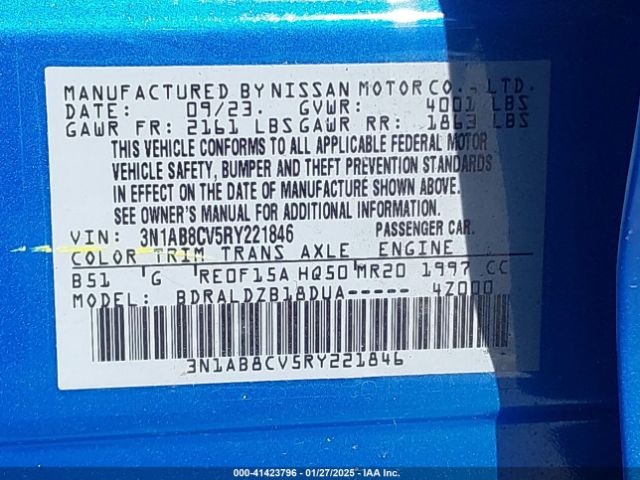 MANUFACTURED BY NISSAN MOTOR CO., LTD.
DATE: 09/23. GVWR: 4001 LBS
GAWR FR: 2161 LBS GAWR RR: 1863 LBS
THIS VEHICLE CONFORMS TO ALL APPLICABLE FEDERAL MOTOR
VEHICLE SAFETY, BUMPER AND THEFT PREVENTION STANDARDS
IN EFFECT ON THE DATE OF MANUFACTURE SHOWN ABOVE.
SEE OWNER'S MANUAL FOR ADDITIONAL INFORMATION.
VIN: 3N1AB8CV5RY221846 PASSENGER CAR.
COLOR TRIM TRANS AXLE ENGINE
B51 G RE0F15A HQ50 MR20 1997 CC
MODEL: BDRALDZB18DUA----- 4Z000
3N1AB8CV5RY221846
000-41423796 - 01/27/2025 - IAA Inc.